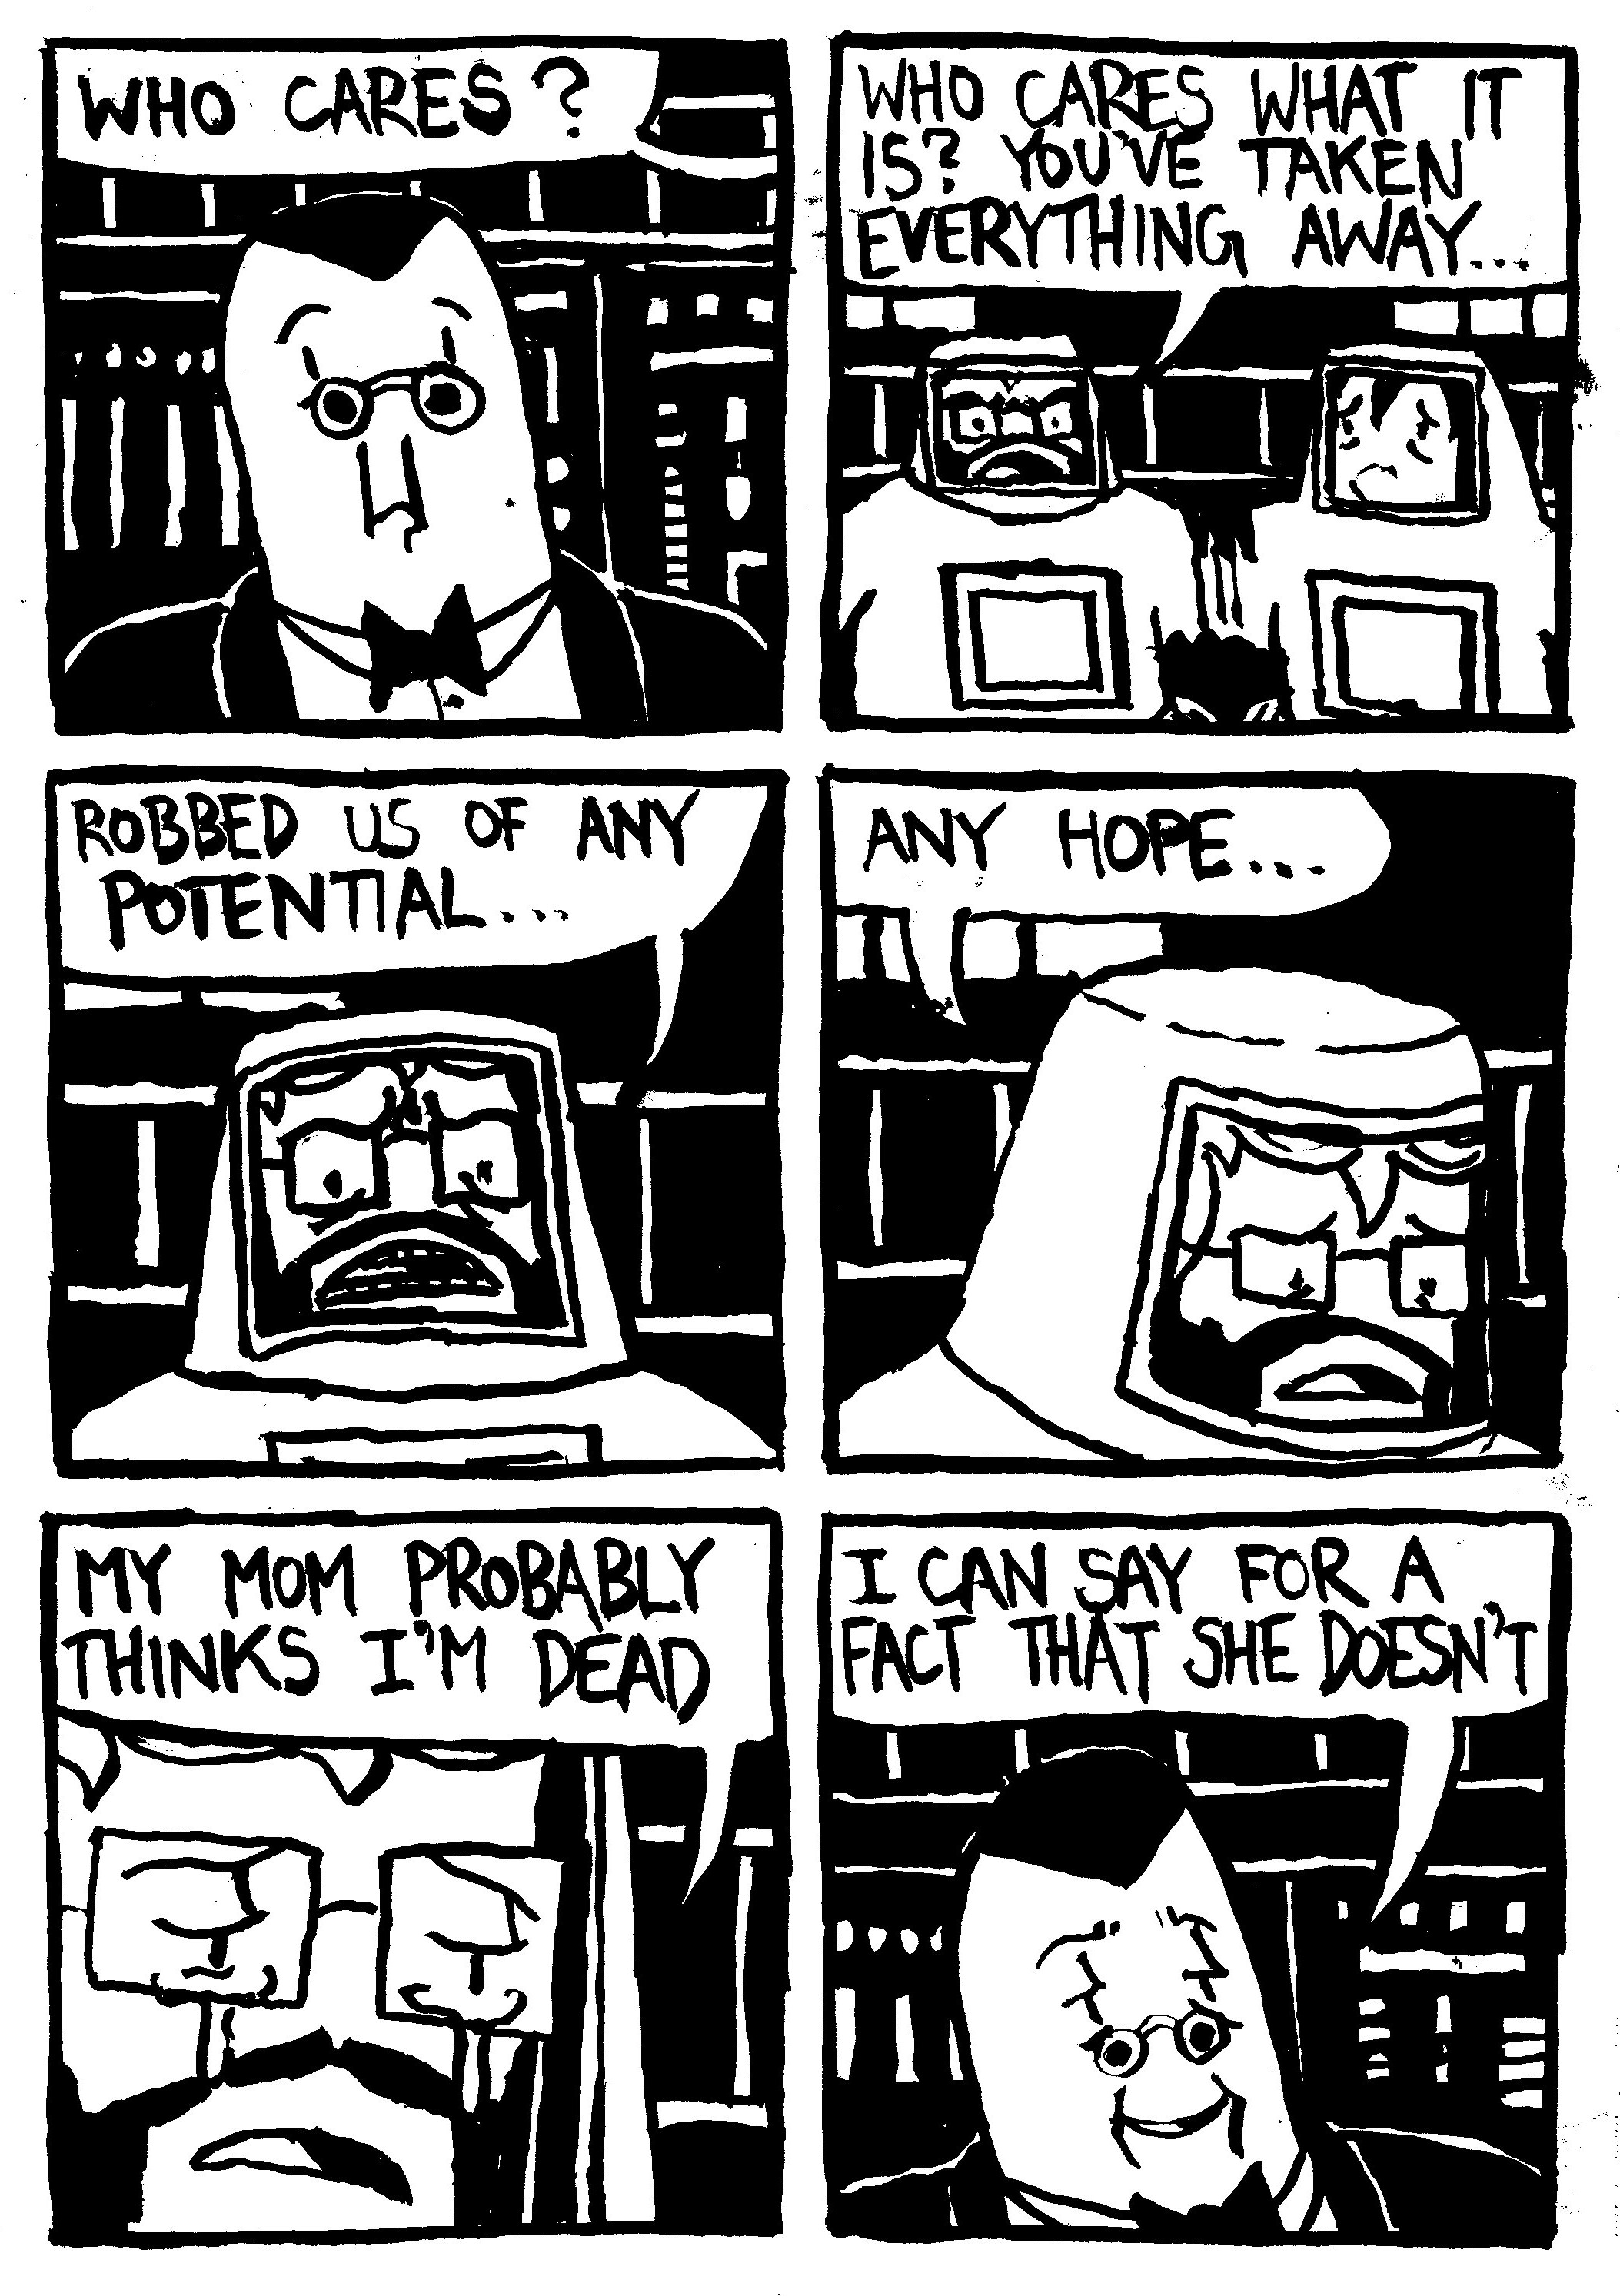 WHO CARES?
WHO CARES WHAT IT
IS? YOU'VE TAKEN
EVERYTHING AWAY...
ROBBED US OF ANY
POTENTIAL...
ANY HOPE...
MY MOM PROBABLY
THINKS I'M DEAD
I CAN SAY FOR A
FACT THAT SHE DOESN'T